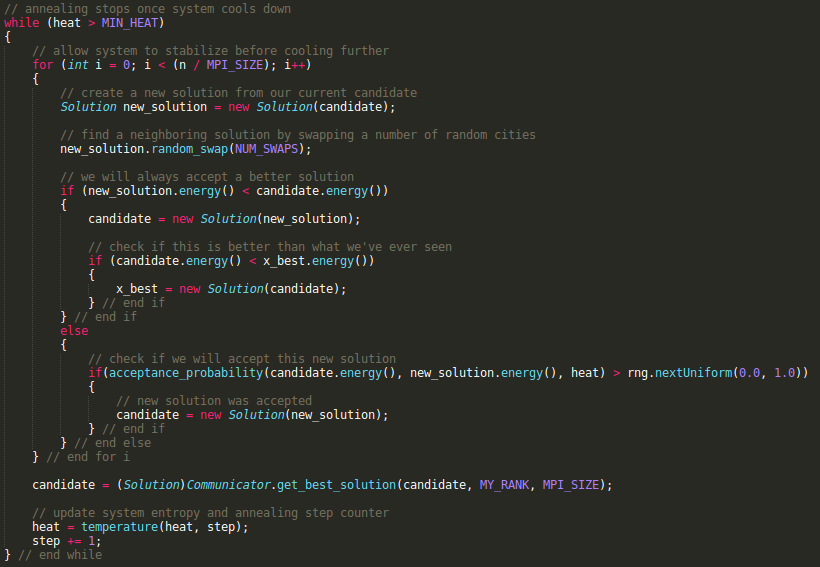 // annealing stops once system cools down
while (heat > MIN_HEAT)
{
    // allow system to stabilize before cooling further
    for (int i = 0; i < (n / MPI_SIZE); i++)
    {
        // create a new solution from our current candidate
        Solution new_solution = new Solution(candidate);

        // find a neighboring solution by swapping a number of random cities
        new_solution.random_swap(NUM_SWAPS);

        // we will always accept a better solution
        if (new_solution.energy() < candidate.energy())
        {
            candidate = new Solution(new_solution);

            // check if this is better than what we've ever seen
            if (candidate.energy() < x_best.energy())
            {
                x_best = new Solution(candidate);
            } // end if
        } // end if
        else
        {
            // check if we will accept this new solution
            if(acceptance_probability(candidate.energy(), new_solution.energy(), heat) > rng.nextUniform(0.0, 1.0))
            {
                // new solution was accepted
                candidate = new Solution(new_solution);
            } // end if
        } // end else
    } // end for i

    candidate = (Solution)Communicator.get_best_solution(candidate, MY_RANK, MPI_SIZE);

    // update system entropy and annealing step counter
    heat = temperature(heat, step);
    step += 1;
} // end while